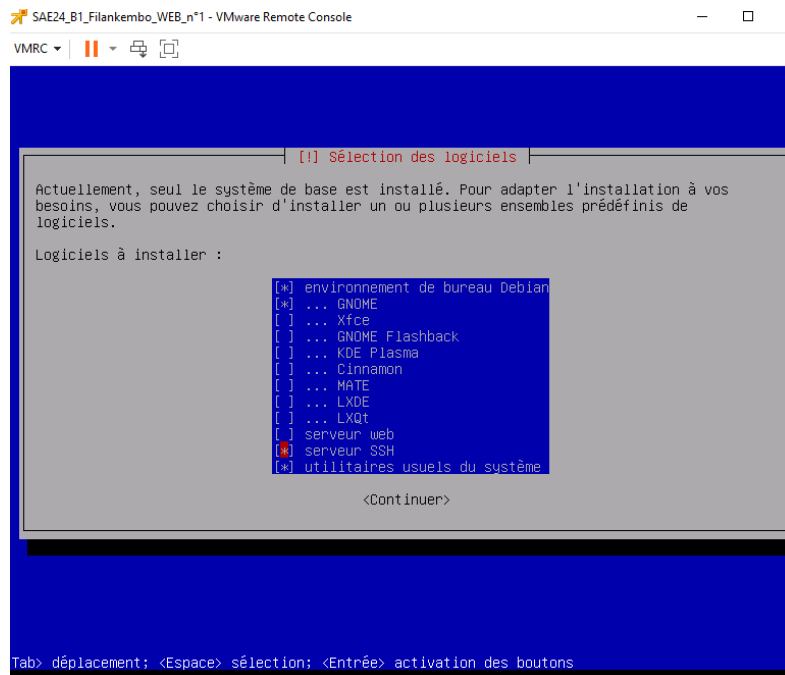 SAE24_B1_Filankembo_WEB_n°1 - VMware Remote Console
VMRC
[!] Sélection des logiciels
Actuellement, seul le système de base est installé. Pour adapter l'installation à vos
besoins, vous pouvez choisir d'installer un ou plusieurs ensembles prédéfinis de
logiciels.
Logiciels à installer :
[*] environnement de bureau Debian
[*] ... GNOME
[ ] ... Xfce
[ ] ... GNOME Flashback
[ ] ... KDE Plasma
[ ] ... Cinnamon
[ ] ... MATE
[ ] ... LXDE
[ ] ... LXQt
[ ] serveur web
[*] serveur SSH
[*] utilitaires usuels du système
<Continuer>
Tab> déplacement; <Espace> sélection; <Entrée> activation des boutons